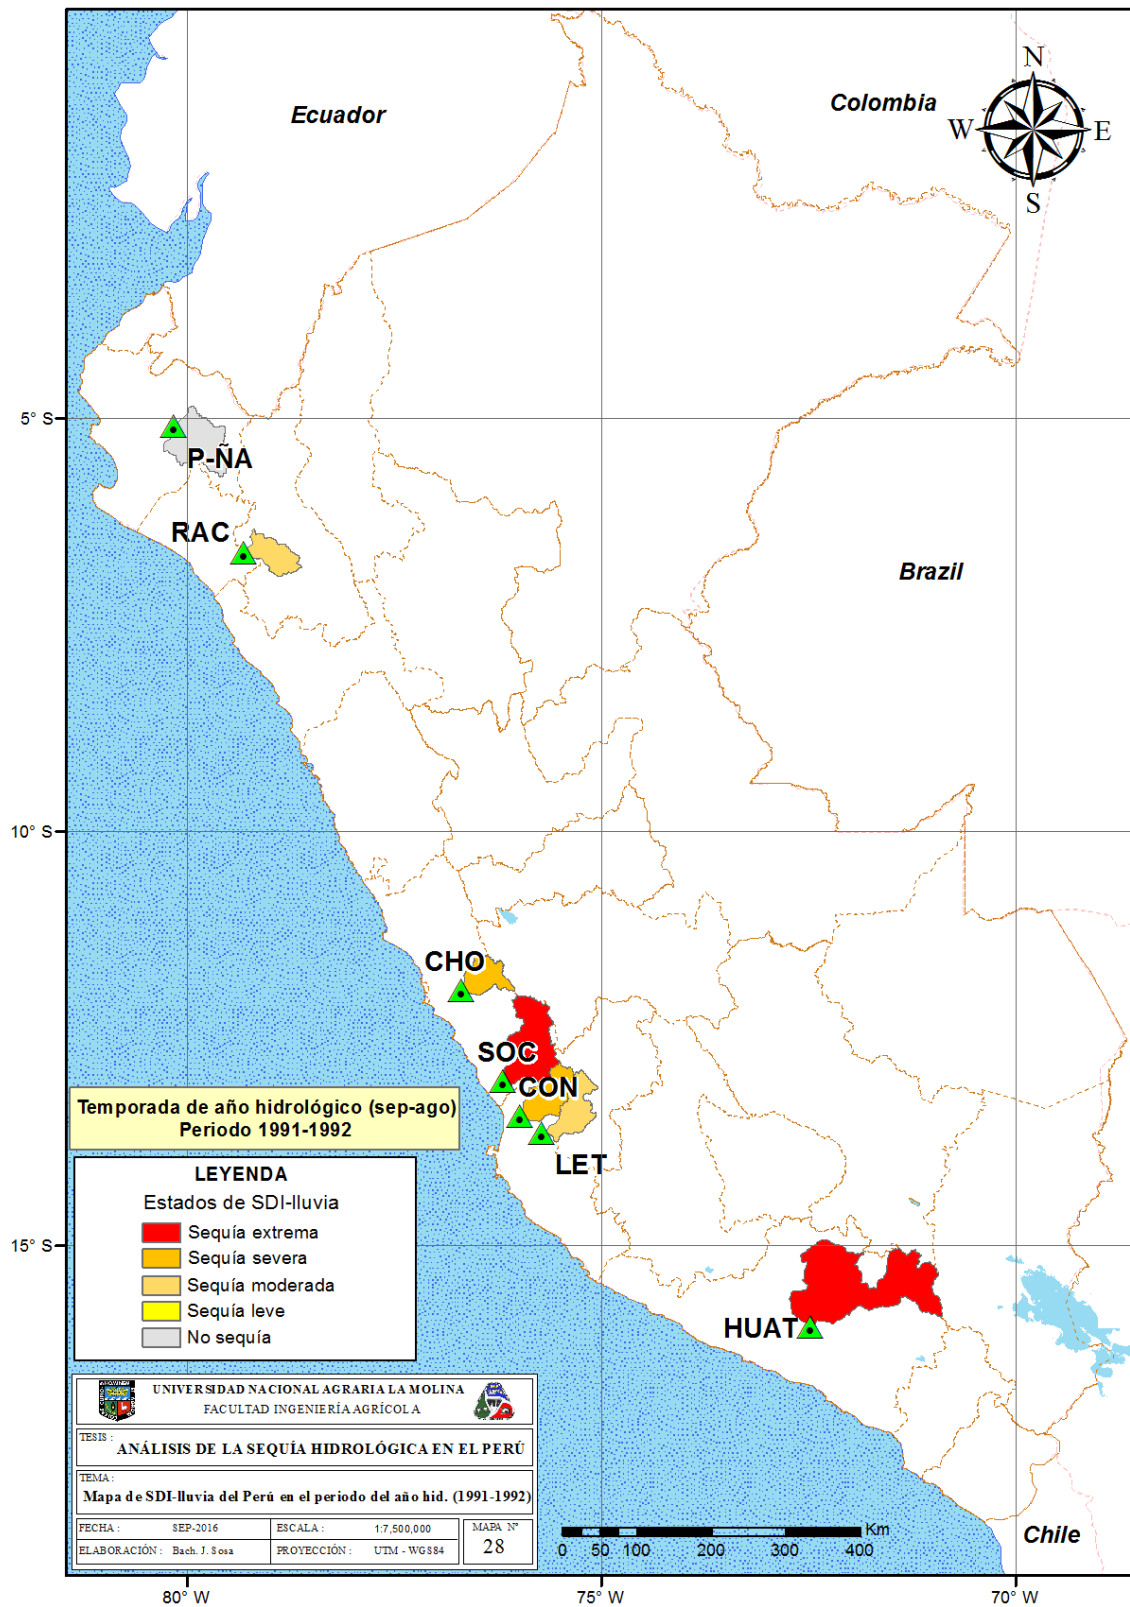 N
W
E
S
Ecuador
Colombia
5° S
P-ÑA
RAC
Brazil
10° S
CHO
SOC
CON
LET
Temporada de año hidrológico (sep-ago)
Periodo 1991-1992
LEYENDA
Estados de SDI-lluvia
Sequía extrema
Sequía severa
Sequía moderada
Sequía leve
No sequía
15° S
HUAT
UNIVERSIDAD NACIONAL AGRARIA LA MOLINA
FACULTAD INGENIERÍA AGRÍCOLA
TESIS :
ANÁLISIS DE LA SEQUÍA HIDROLÓGICA EN EL PERÚ
TEMA :
Mapa de SDI-lluvia del Perú en el periodo del año hid. (1991-1992)
FECHA : SEP-2016 ESCALA : 1:7,500,000 MAPA Nº
ELABORACIÓN : Bach. J. Sosa PROYECCIÓN : UTM - WGS84 28
Km
0 50 100 200 300 400
Chile
80° W 75° W 70° W